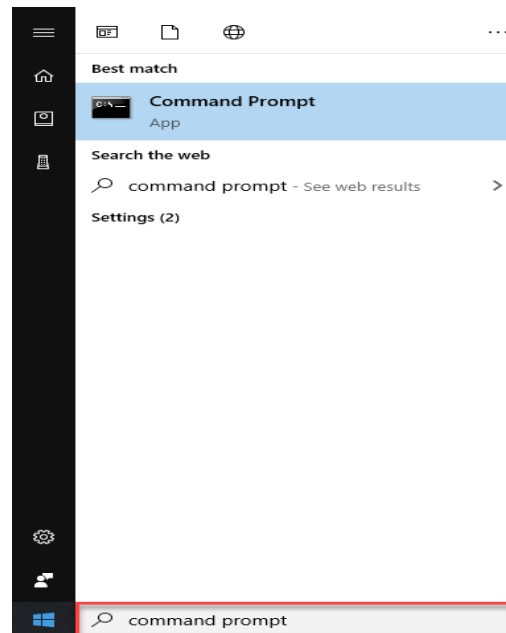 ...
Best match
C:\_
Command Prompt
App
Search the web
command prompt - See web results
Settings (2)
command prompt